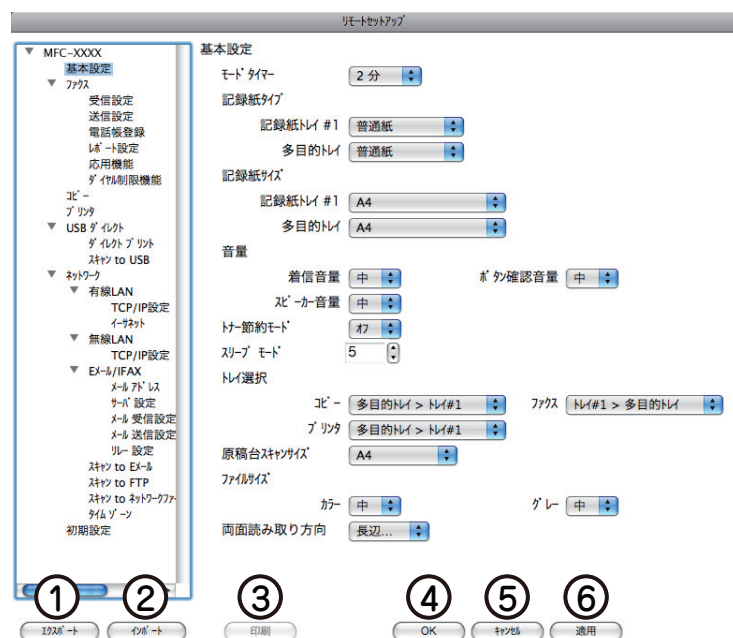 リモートセットアップ
MFC-XXXX
基本設定
ファクス
受信設定
送信設定
電話帳登録
レポート設定
応用機能
ダイヤル制限機能
コピー
プリンタ
USB ダイレクト
ダイレクト プリント
スキャン to USB
ネットワーク
有線LAN
TCP/IP設定
イーサネット
無線LAN
TCP/IP設定
Eメール/IFAX
メール アドレス
サーバ 設定
メール 受信設定
メール 送信設定
リレー 設定
スキャン to Eメール
スキャン to FTP
スキャン to ネットワークファ
タイム ゾーン
初期設定
基本設定
モードタイマー 2 分
記録紙タイプ
記録紙トレイ #1 普通紙
多目的トレイ 普通紙
記録紙サイズ
記録紙トレイ #1 A4
多目的トレイ A4
音量
着信音量 中 ボタン確認音量 中
スピーカー音量 中
トナー節約モード オフ
スリープ モード 5
トレイ選択
コピー 多目的トレイ > トレイ#1 ファクス トレイ#1 > 多目的トレイ
プリンタ 多目的トレイ > トレイ#1
原稿台スキャンサイズ A4
ファイルサイズ
カラー 中 グレー 中
両面読み取り方向 長辺...
① ② ③ ④ ⑤ ⑥
エクスポート インポート 印刷 OK キャンセル 適用